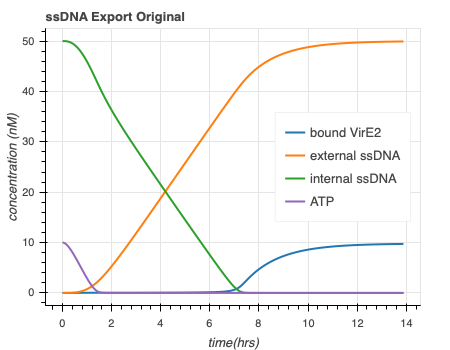 ssDNA Export Original
50
40
30
20
10
0
concentration (nM)
bound VirE2
external ssDNA
internal ssDNA
ATP
0 2 4 6 8 10 12 14
time(hrs)